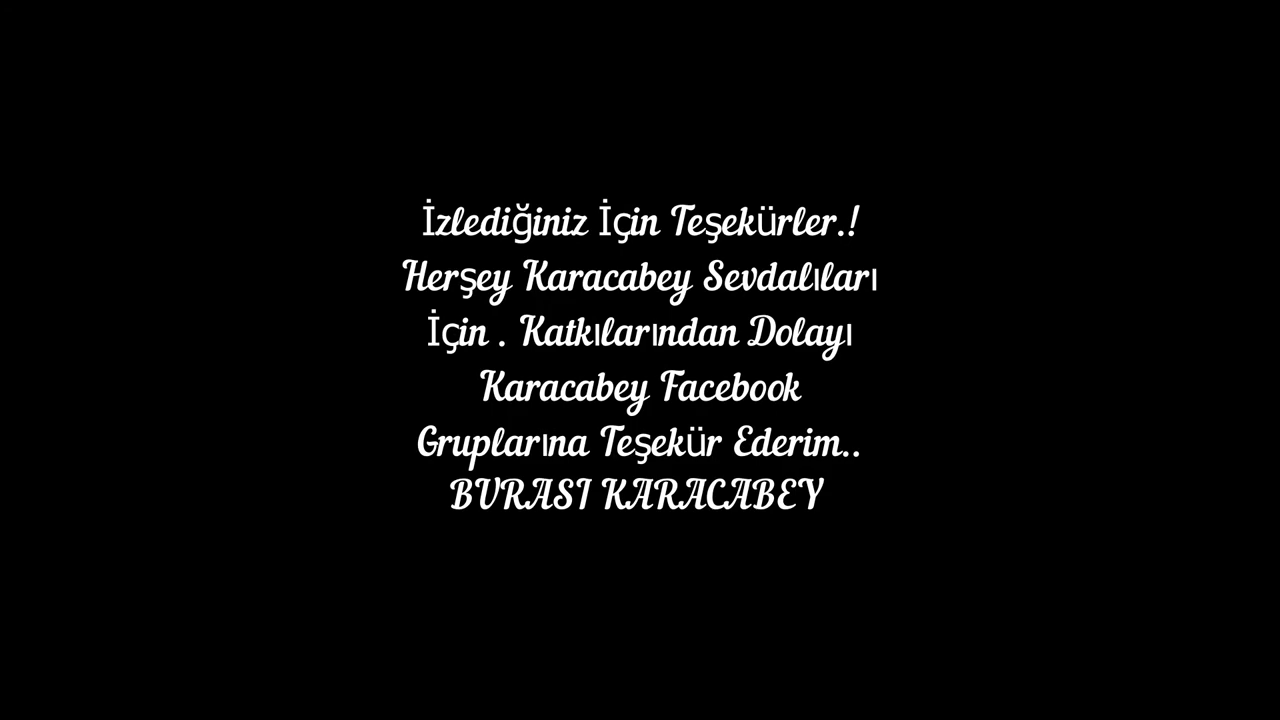 İzlediğiniz İçin Teşekürler.!
Herşey Karacabey Sevdalıları
İçin . Katkılarından Dolayı
Karacabey Facebook
Gruplarına Teşekür Ederim..
BURASI KARACABEY